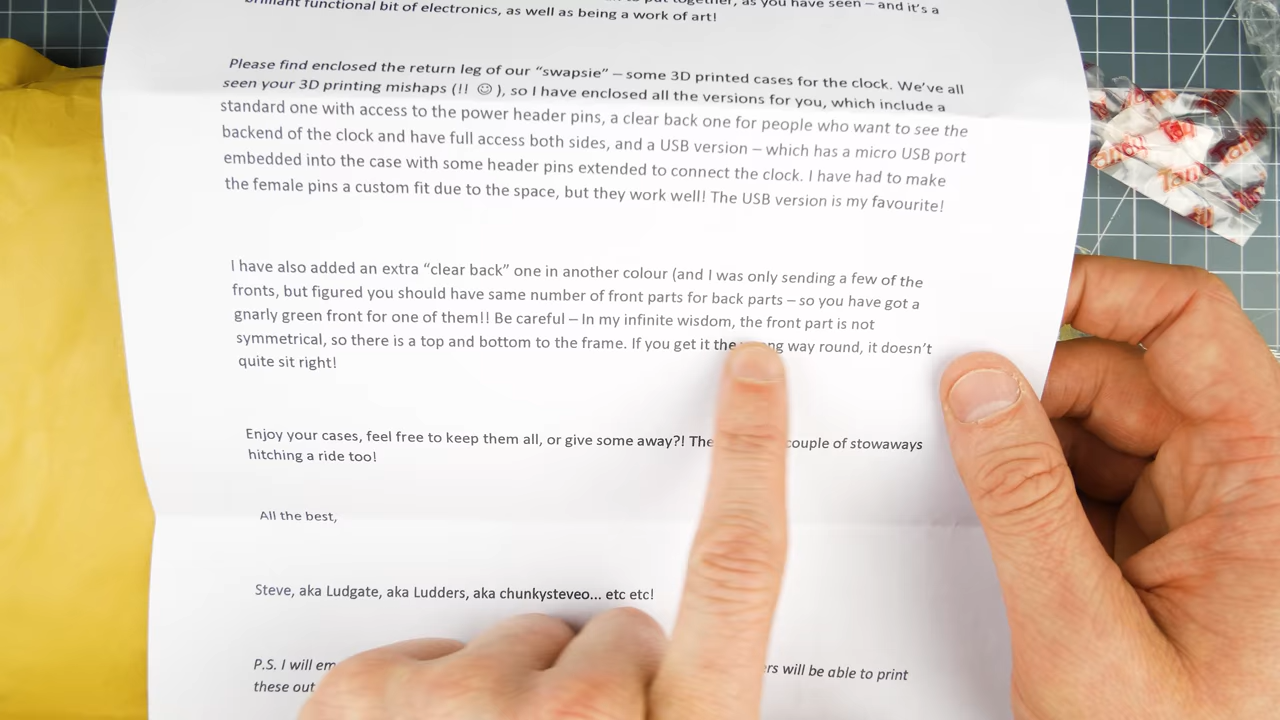 brilliant functional bit of electronics, as well as being a work of art!
put together, as you have seen – and it's a
Please find enclosed the return leg of our “swapsie” – some 3D printed cases for the clock. We've all
seen your 3D printing mishaps (!! ☺ ), so I have enclosed all the versions for you, which include a
standard one with access to the power header pins, a clear back one for people who want to see the
backend of the clock and have full access both sides, and a USB version – which has a micro USB port
embedded into the case with some header pins extended to connect the clock. I have had to make
the female pins a custom fit due to the space, but they work well! The USB version is my favourite!
I have also added an extra “clear back” one in another colour (and I was only sending a few of the
fronts, but figured you should have same number of front parts for back parts – so you have got a
gnarly green front for one of them!! Be careful – In my infinite wisdom, the front part is not
symmetrical, so there is a top and bottom to the frame. If you get it the way round, it doesn't
quite sit right!
Enjoy your cases, feel free to keep them all, or give some away?! couple of stowaways
hitching a ride too!
All the best,
Steve, aka Ludgate, aka Ludders, aka chunkysteveo... etc etc!
P.S. I will will be able to print
these out